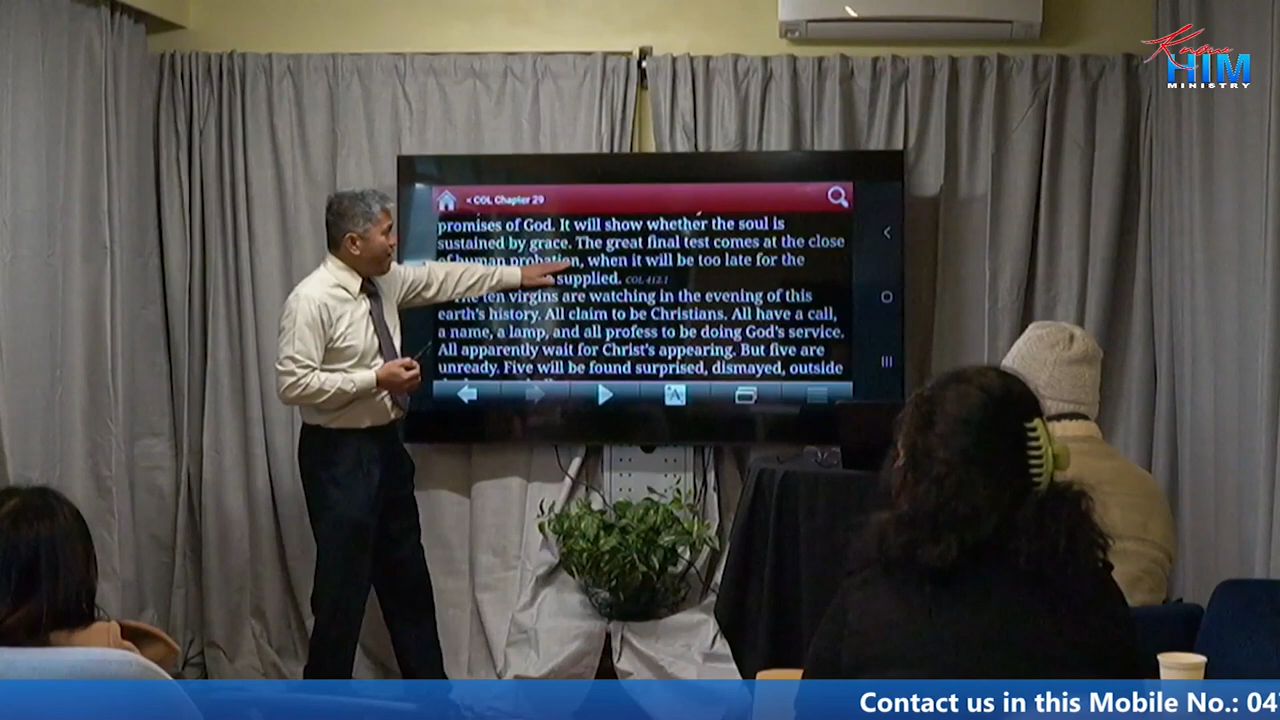 Know
HIM
MINISTRY
< COL Chapter 29
promises of God. It will show whether the soul is
sustained by grace. The great final test comes at the close
of human probation, when it will be too late for the
supplied. COL 412.1
The ten virgins are watching in the evening of this
earth's history. All claim to be Christians. All have a call,
a name, a lamp, and all profess to be doing God's service.
All apparently wait for Christ's appearing. But five are
unready. Five will be found surprised, dismayed, outside
A
Contact us in this Mobile No.: 04